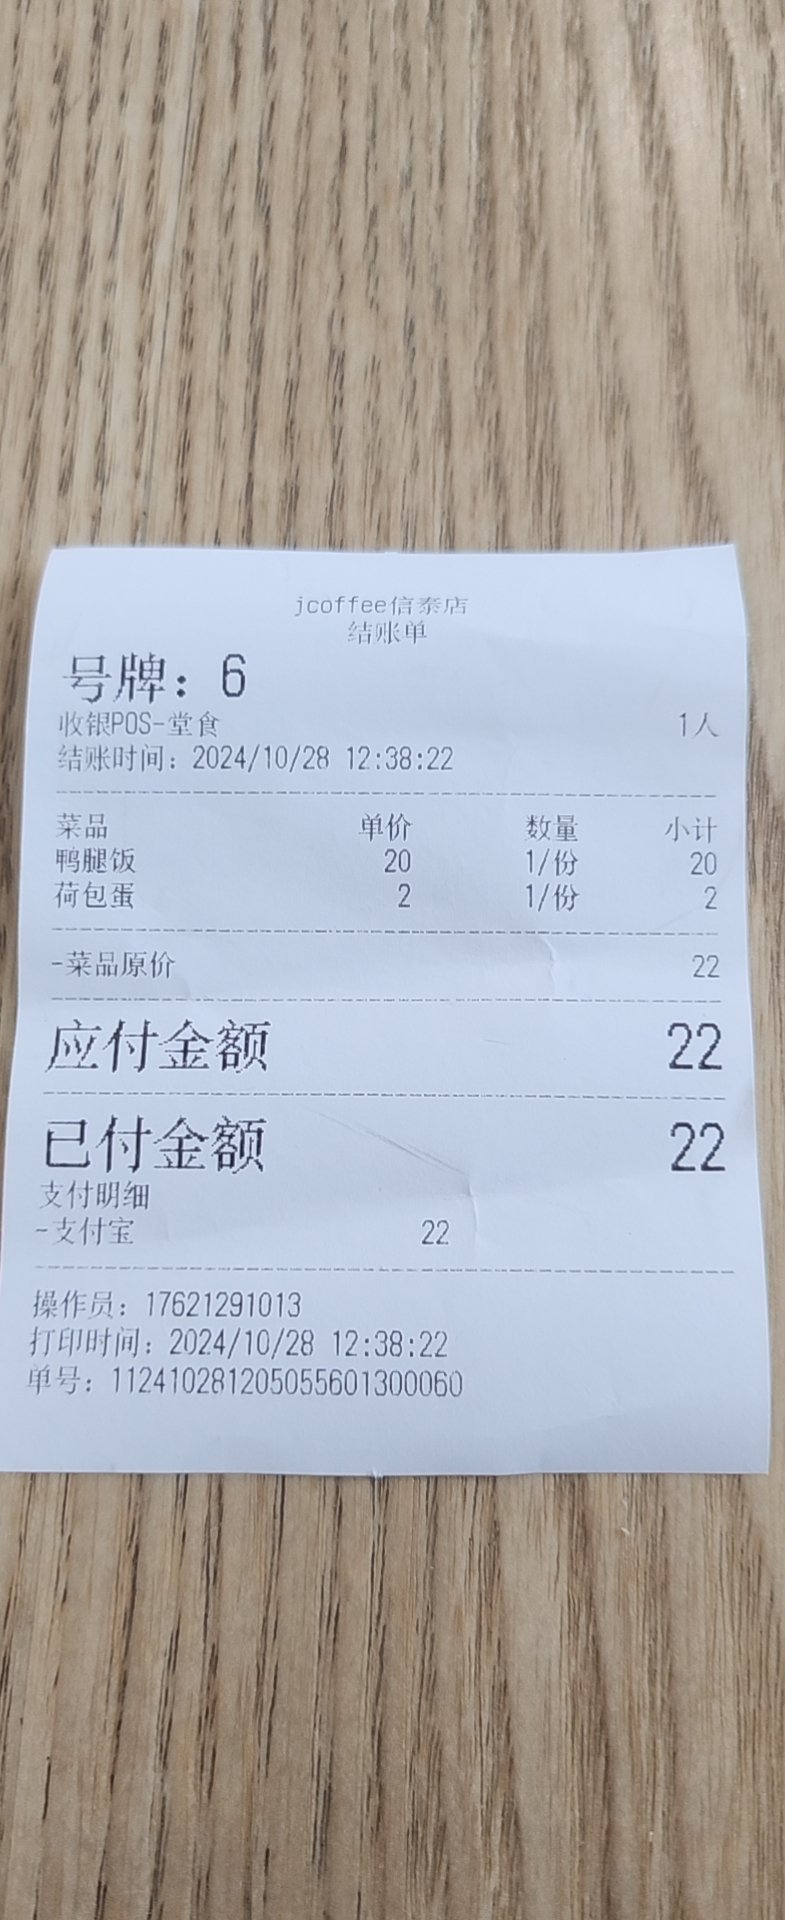 jcoffee信泰店
结账单
号牌：6
收银POS-堂食 1人
结账时间：2024/10/28 12:38:22
菜品 单价 数量 小计
鸭腿饭 20 1/份 20
荷包蛋 2 1/份 2
-菜品原价 22
应付金额 22
已付金额 22
支付明细
-支付宝 22
操作员：17621291013
打印时间：2024/10/28 12:38:22
单号：11241028120505560130​0060